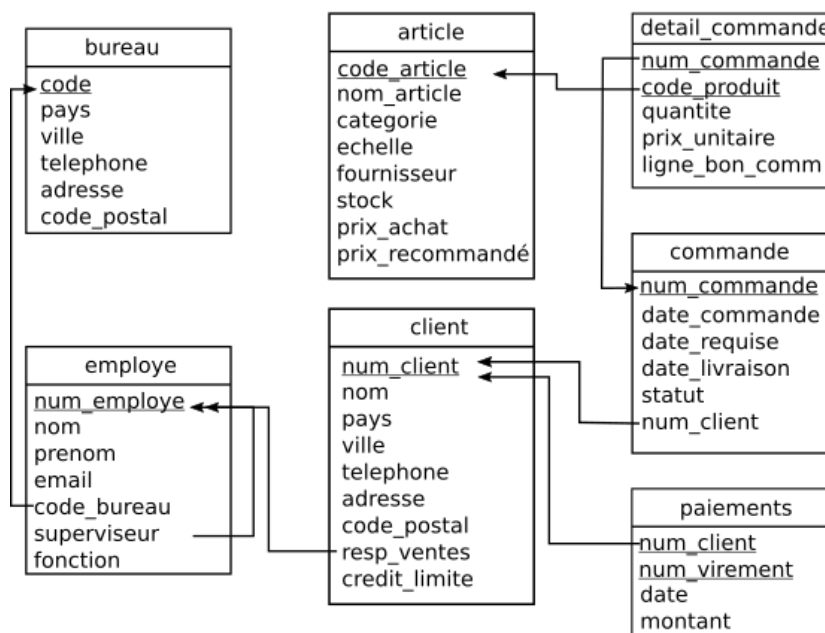 bureau
code
pays
ville
telephone
adresse
code_postal
article
code_article
nom_article
categorie
echelle
fournisseur
stock
prix_achat
prix_recommandé
detail_commande
num_commande
code_produit
quantite
prix_unitaire
ligne_bon_comm
employe
num_employe
nom
prenom
email
code_bureau
superviseur
fonction
client
num_client
nom
pays
ville
telephone
adresse
code_postal
resp_ventes
credit_limite
commande
num_commande
date_commande
date_requise
date_livraison
statut
num_client
paiements
num_client
num_virement
date
montant